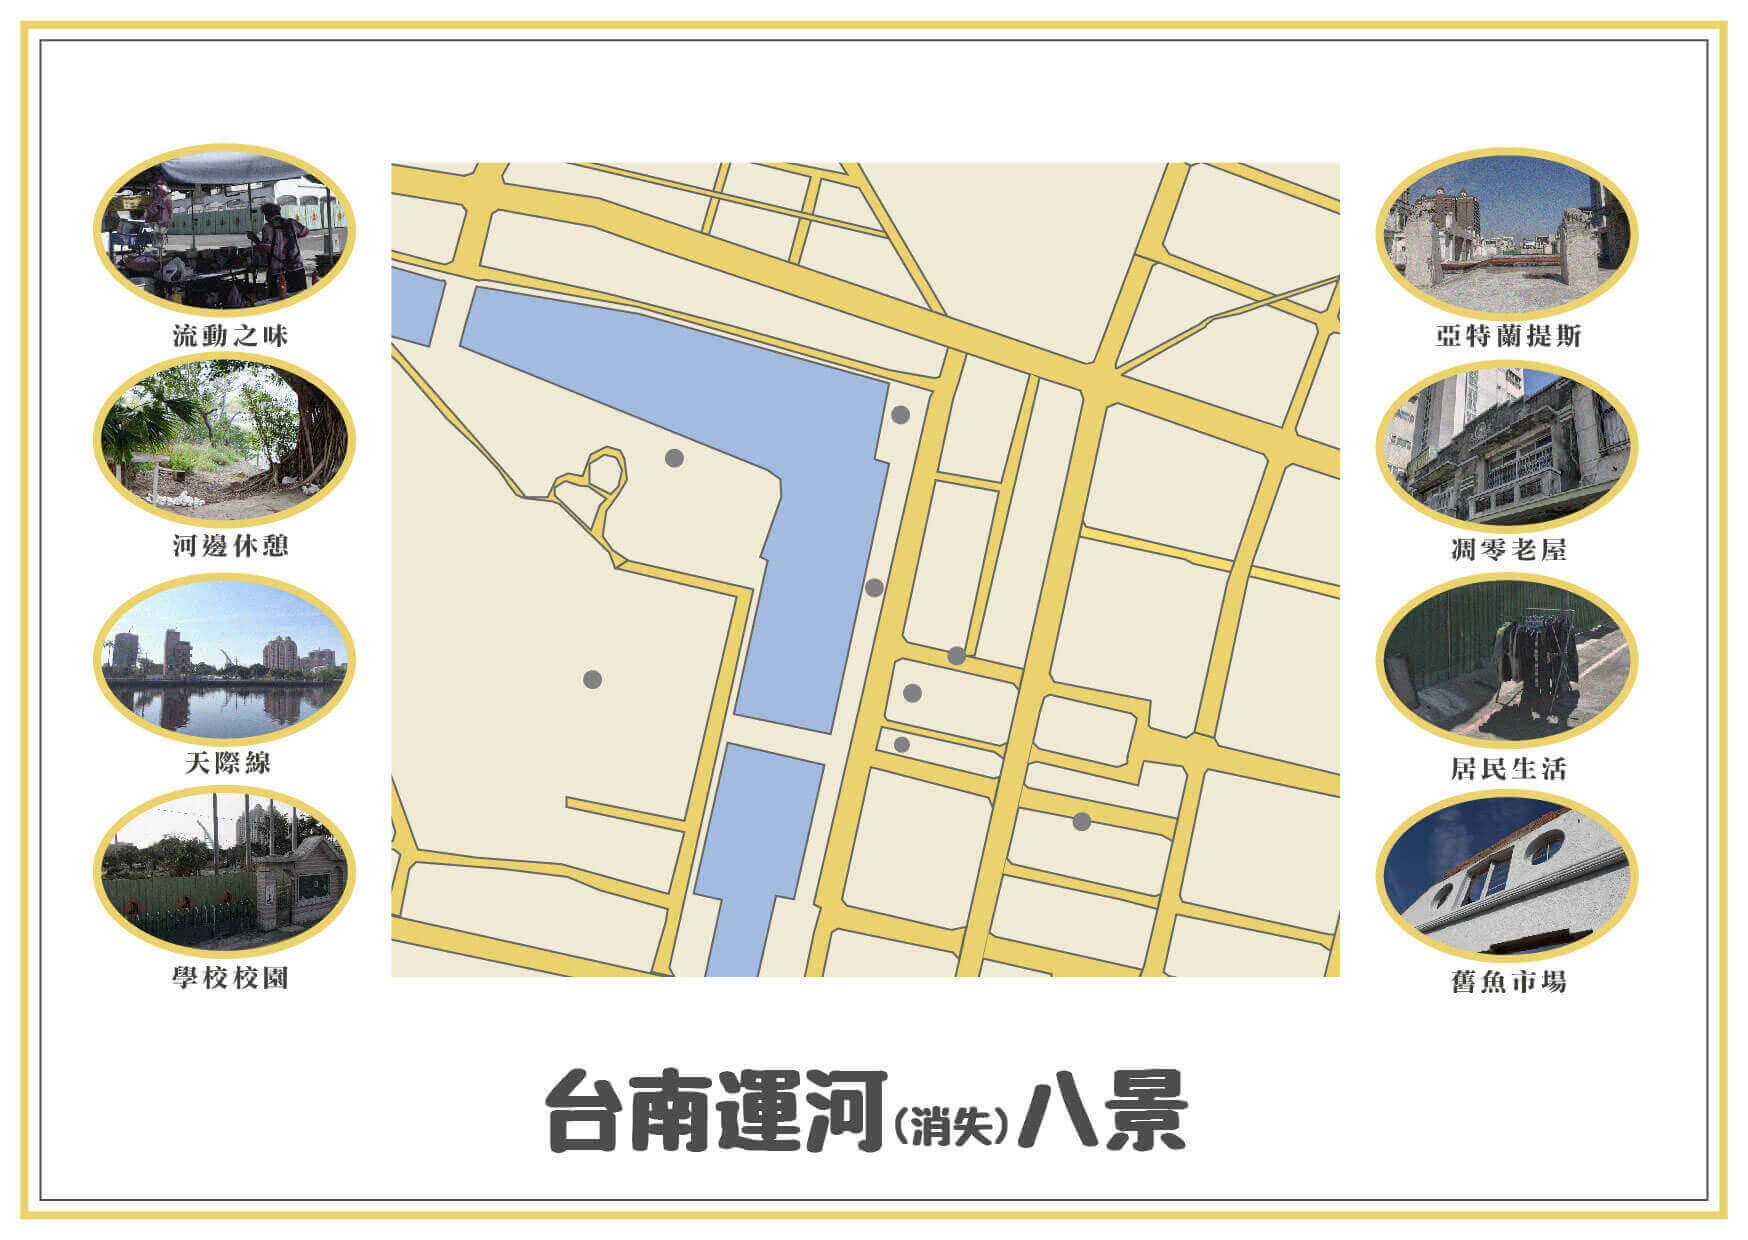 流動之味
河邊休憩
天際線
學校校園
亞特蘭提斯
凋零老屋
居民生活
舊魚市場
台南運河(消失)八景